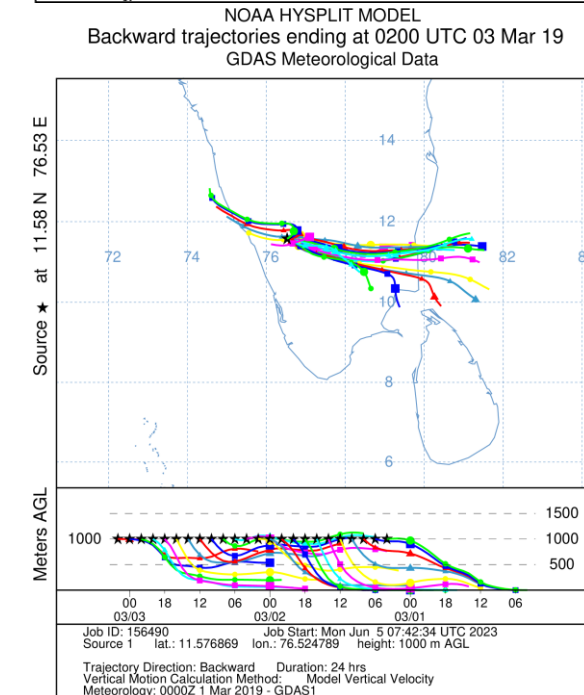 NOAA HYSPLIT MODEL
Backward trajectories ending at 0200 UTC 03 Mar 19
GDAS Meteorological Data
Source ★ at 11.58 N 76.53 E
14
12
72 74 76 80 82 8
10
8
6
Meters AGL
1500
1000 1000
500
00 18 12 06 00 18 12 06 00 18 12 06
03/03 03/02 03/01
Job ID: 156490 Job Start: Mon Jun 5 07:42:34 UTC 2023
Source 1 lat.: 11.576869 lon.: 76.524789 height: 1000 m AGL
Trajectory Direction: Backward Duration: 24 hrs
Vertical Motion Calculation Method: Model Vertical Velocity
Meteorology: 0000Z 1 Mar 2019 - GDAS1